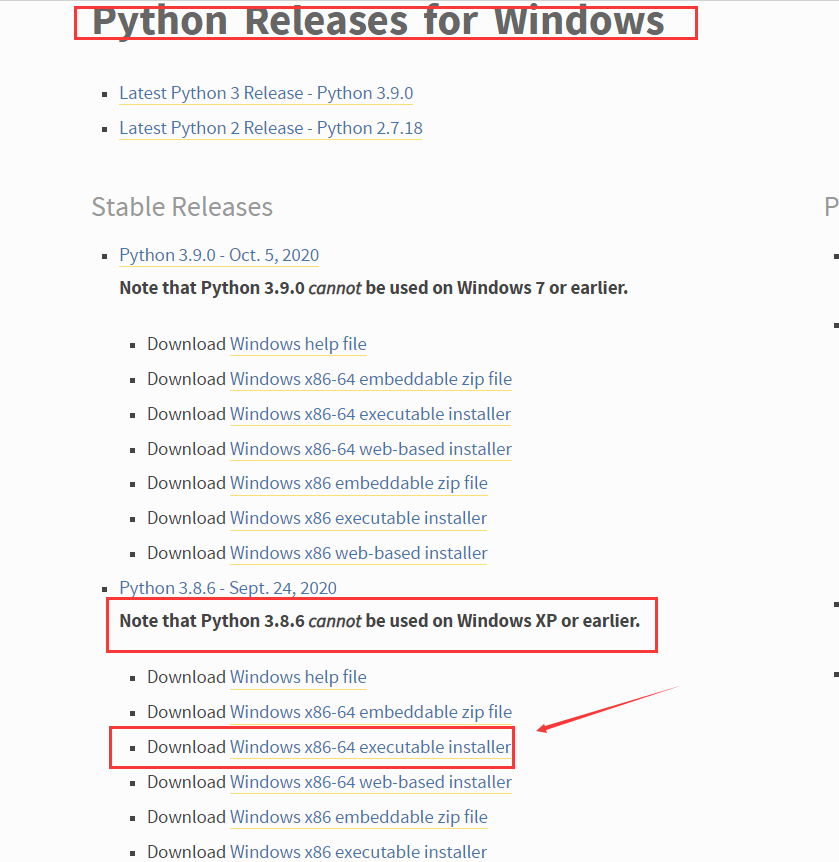 Python Releases for Windows
Latest Python 3 Release - Python 3.9.0
Latest Python 2 Release - Python 2.7.18
Stable Releases
P
Python 3.9.0 - Oct. 5, 2020
Note that Python 3.9.0 cannot be used on Windows 7 or earlier.
Download Windows help file
Download Windows x86-64 embeddable zip file
Download Windows x86-64 executable installer
Download Windows x86-64 web-based installer
Download Windows x86 embeddable zip file
Download Windows x86 executable installer
Download Windows x86 web-based installer
Python 3.8.6 - Sept. 24, 2020
Note that Python 3.8.6 cannot be used on Windows XP or earlier.
Download Windows help file
Download Windows x86-64 embeddable zip file
Download Windows x86-64 executable installer
Download Windows x86-64 web-based installer
Download Windows x86 embeddable zip file
Download Windows x86 executable installer